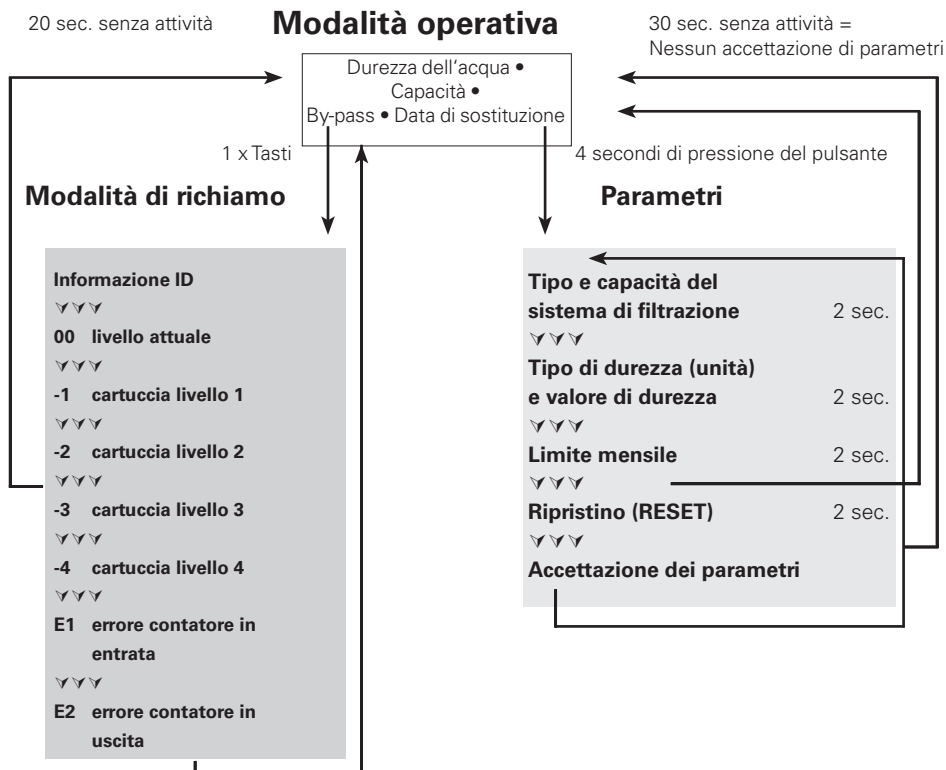 20 sec. senza attività
Modalità operativa
30 sec. senza attività =
Nessun accettazione di parametri
Durezza dell'acqua •
Capacità •
By-pass • Data di sostituzione
1 x Tasti
4 secondi di pressione del pulsante
Modalità di richiamo
Informazione ID
00 livello attuale
-1 cartuccia livello 1
-2 cartuccia livello 2
-3 cartuccia livello 3
-4 cartuccia livello 4
E1 errore contatore in
entrata
E2 errore contatore in
uscita
Parametri
Tipo e capacità del
sistema di filtrazione 2 sec.
Tipo di durezza (unità)
e valore di durezza 2 sec.
Limite mensile 2 sec.
Ripristino (RESET) 2 sec.
Accettazione dei parametri